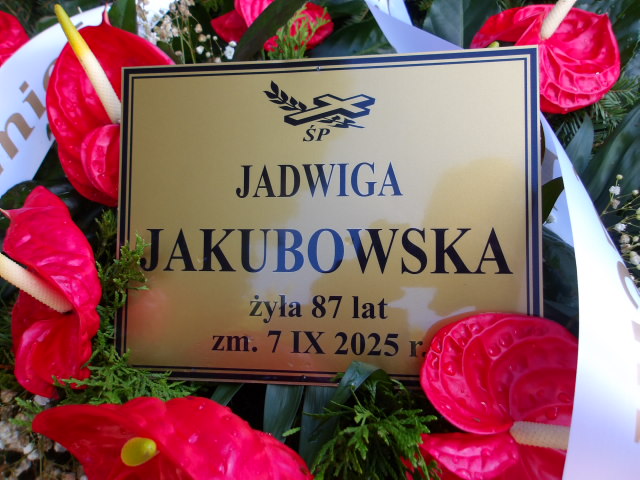 ŚP
JADWIGA
JAKUBOWSKA
żyła 87 lat
zm. 7 IX 2025 r.